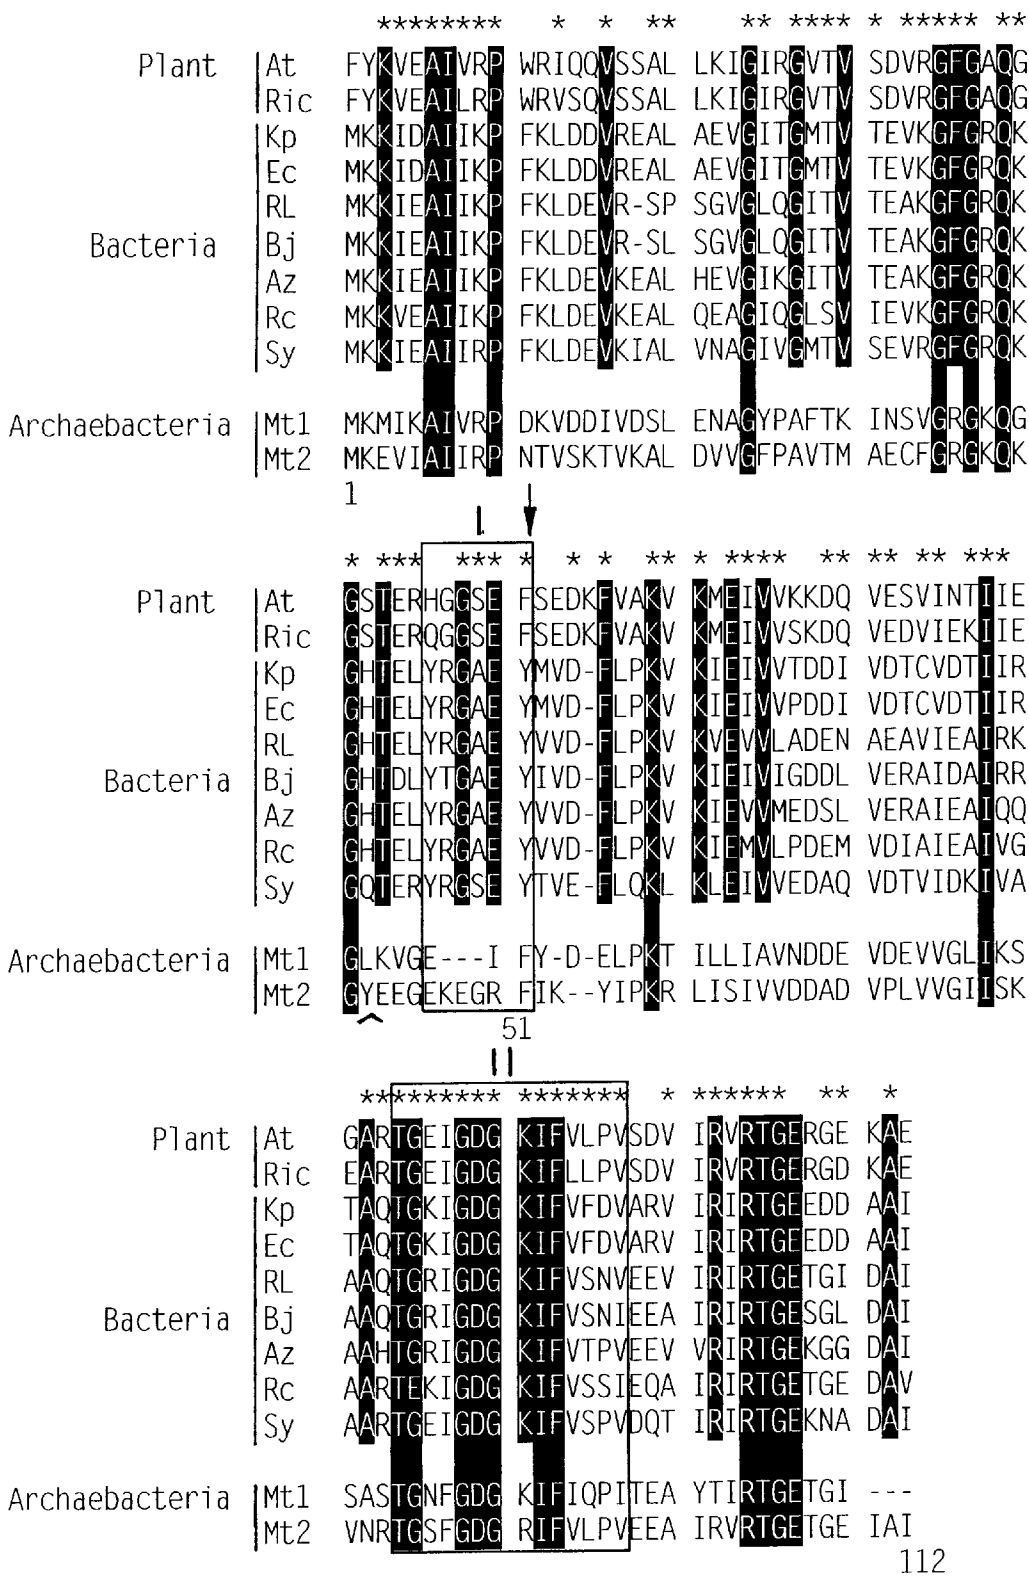 ******** * * ** ** **** * ***** **
Plant At FYKVEAIVRP WRIQQVSSAL LKIGIRGVTV SDVRGFGAQG
Ric FYKVEAILRP WRVSQVSSAL LKIGIRGVTV SDVRGFGAQG
Kp MKKIDAIIKP FKLDDVREAL AEVGITGMTV TEVKGFGRQK
Ec MKKIDAIIKP FKLDDVREAL AEVGITGMTV TEVKGFGRQK
RL MKKIEAIIKP FKLDEVR-SP SGVGLQGITV TEAKGFGRQK
Bacteria Bj MKKIEAIIKP FKLDEVR-SL SGVGLQGITV TEAKGFGRQK
Az MKKIEAIIKP FKLDEVKEAL HEVGIKGITV TEAKGFGRQK
Rc MKKVEAIIKP FKLDEVKEAL QEAGIQGLSV IEVKGFGRQK
Sy MKKIEAIIRP FKLDEVKIAL VNAGIVGMTV SEVRGFGRQK
Archaebacteria Mt1 MKMIKAIVRP DKVDDIVDSL ENAGYPAFTK INSVGRGKQG
Mt2 MKEVIAIIRP NTVSKTVKAL DVVGFPAVTM AECFGRGKQK
1
I
* *** *** * * * ** * **** ** ** ** ***
Plant At GSTERHGGSE FSEDKFVAKV KMEIVVKKDQ VESVINTIIE
Ric GSTERQGGSE FSEDKFVAKV KMEIVVSKDQ VEDVIEKIIE
Kp GHTELYRGAE YMVD-FLPKV KIEIVVTDDI VDTCVDTIIR
Ec GHTELYRGAE YMVD-FLPKV KIEIVVPDDI VDTCVDTIIR
RL GHTELYRGAE YVVD-FLPKV KVEVVLADEN AEAVIEAIRK
Bacteria Bj GHTDLYTGAE YIVD-FLPKV KIEIVIGDDL VERAIDAIRR
Az GHTELYRGAE YVVD-FLPKV KIEVVMEDSL VERAIEAIQQ
Rc GHTELYRGAE YVVD-FLPKV KIEMVLPDEM VDIAIEAIVG
Sy GQTERYRGSE YTVE-FLQKL KLEIVVEDAQ VDTVIDKIVA
Archaebacteria Mt1 GLKVGE---I FY-D-ELPKT ILLIAVNDDE VDEVVGLIKS
Mt2 GYEEGEKEGR FIK--YIPKR LISIVVDDAD VPLVVGIISK
^
51
II
********* ******* * ****** ** *
Plant At GARTGEIGDG KIFVLPVSDV IRVRTGERGE KAE
Ric EARTGEIGDG KIFLLPVSDV IRVRTGERGD KAE
Kp TAQTGKIGDG KIFVFDVARV IRIRTGEEDD AAI
Ec TAQTGKIGDG KIFVFDVARV IRIRTGEEDD AAI
RL AAQTGRIGDG KIFVSNVEEV IRIRTGETGI DAI
Bacteria Bj AAQTGRIGDG KIFVSNIEEA IRIRTGESGL DAI
Az AAHTGRIGDG KIFVTPVEEV VRIRTGEKGG DAI
Rc AARTEKIGDG KIFVSSIEQA IRIRTGETGE DAV
Sy AARTGEIGDG KIFVSPVDQT IRIRTGEKNA DAI
Archaebacteria Mt1 SASTGNFGDG KIFIQPITEA YTIRTGETGI ---
Mt2 VNRTGSFGDG RIFVLPVEEA IRVRTGETGE IAI
112